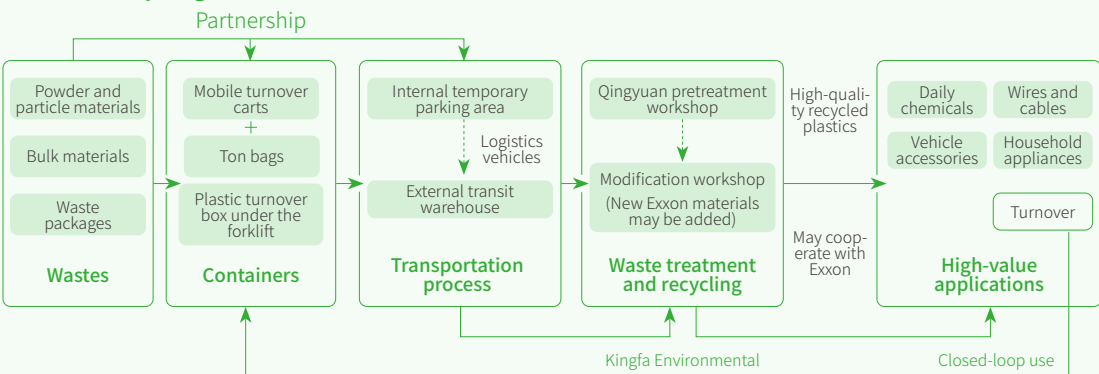 Partnership
Powder and
particle materials
Bulk materials
Waste
packages
Wastes
Mobile turnover
carts
+
Ton bags
Plastic turnover
box under the
forklift
Containers
Internal temporary
parking area
Logistics
vehicles
External transit
warehouse
Transportation
process
Qingyuan pretreatment
workshop
Modification workshop
(New Exxon materials
may be added)
Waste treatment
and recycling
High-quali-
ty recycled
plastics
May coop-
erate with
Exxon
Daily
chemicals
Wires and
cables
Vehicle
accessories
Household
appliances
Turnover
High-value
applications
Kingfa Environmental
Closed-loop use